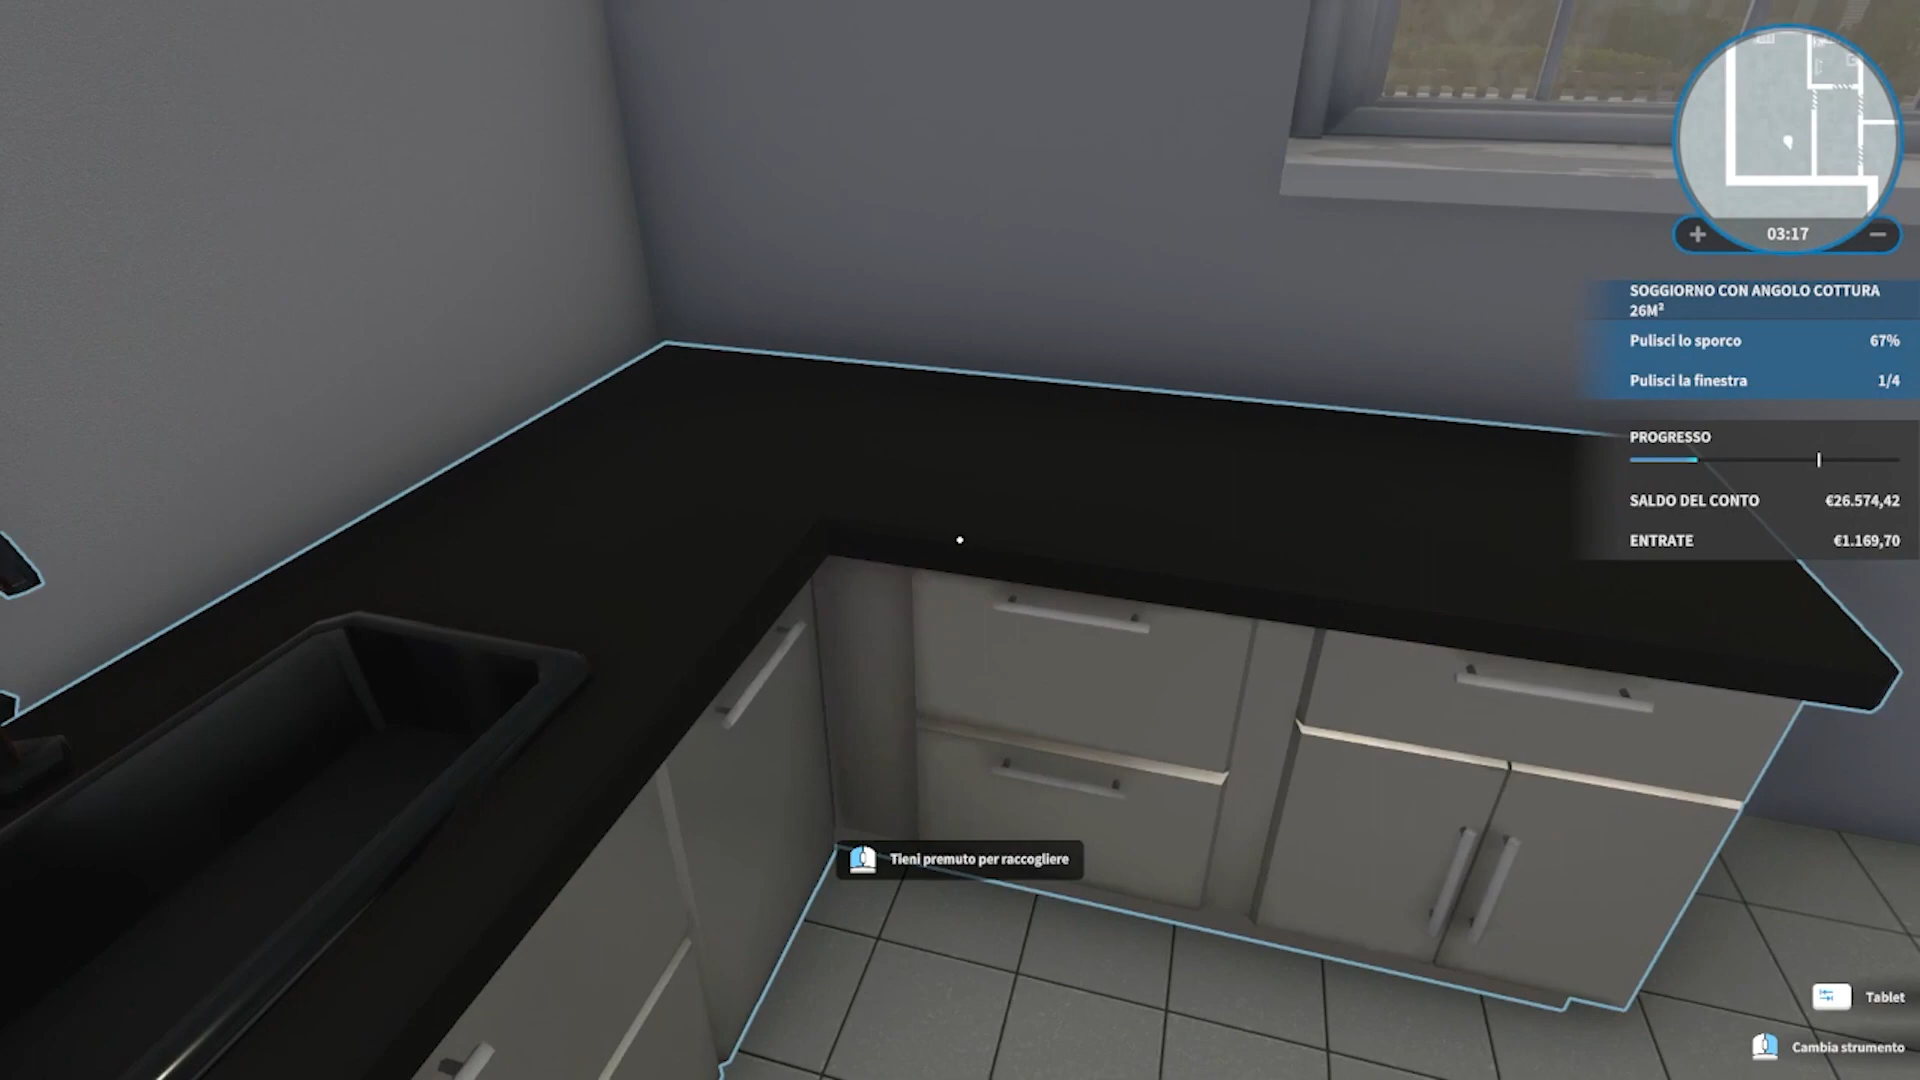 03:17
SOGGIORNO CON ANGOLO COTTURA
26M²
Pulisci lo sporco 67%
Pulisci la finestra 1/4
PROGRESSO
SALDO DEL CONTO €26.574,42
ENTRATE €1.169,70
Tieni premuto per raccogliere
Tablet
Cambia strumento